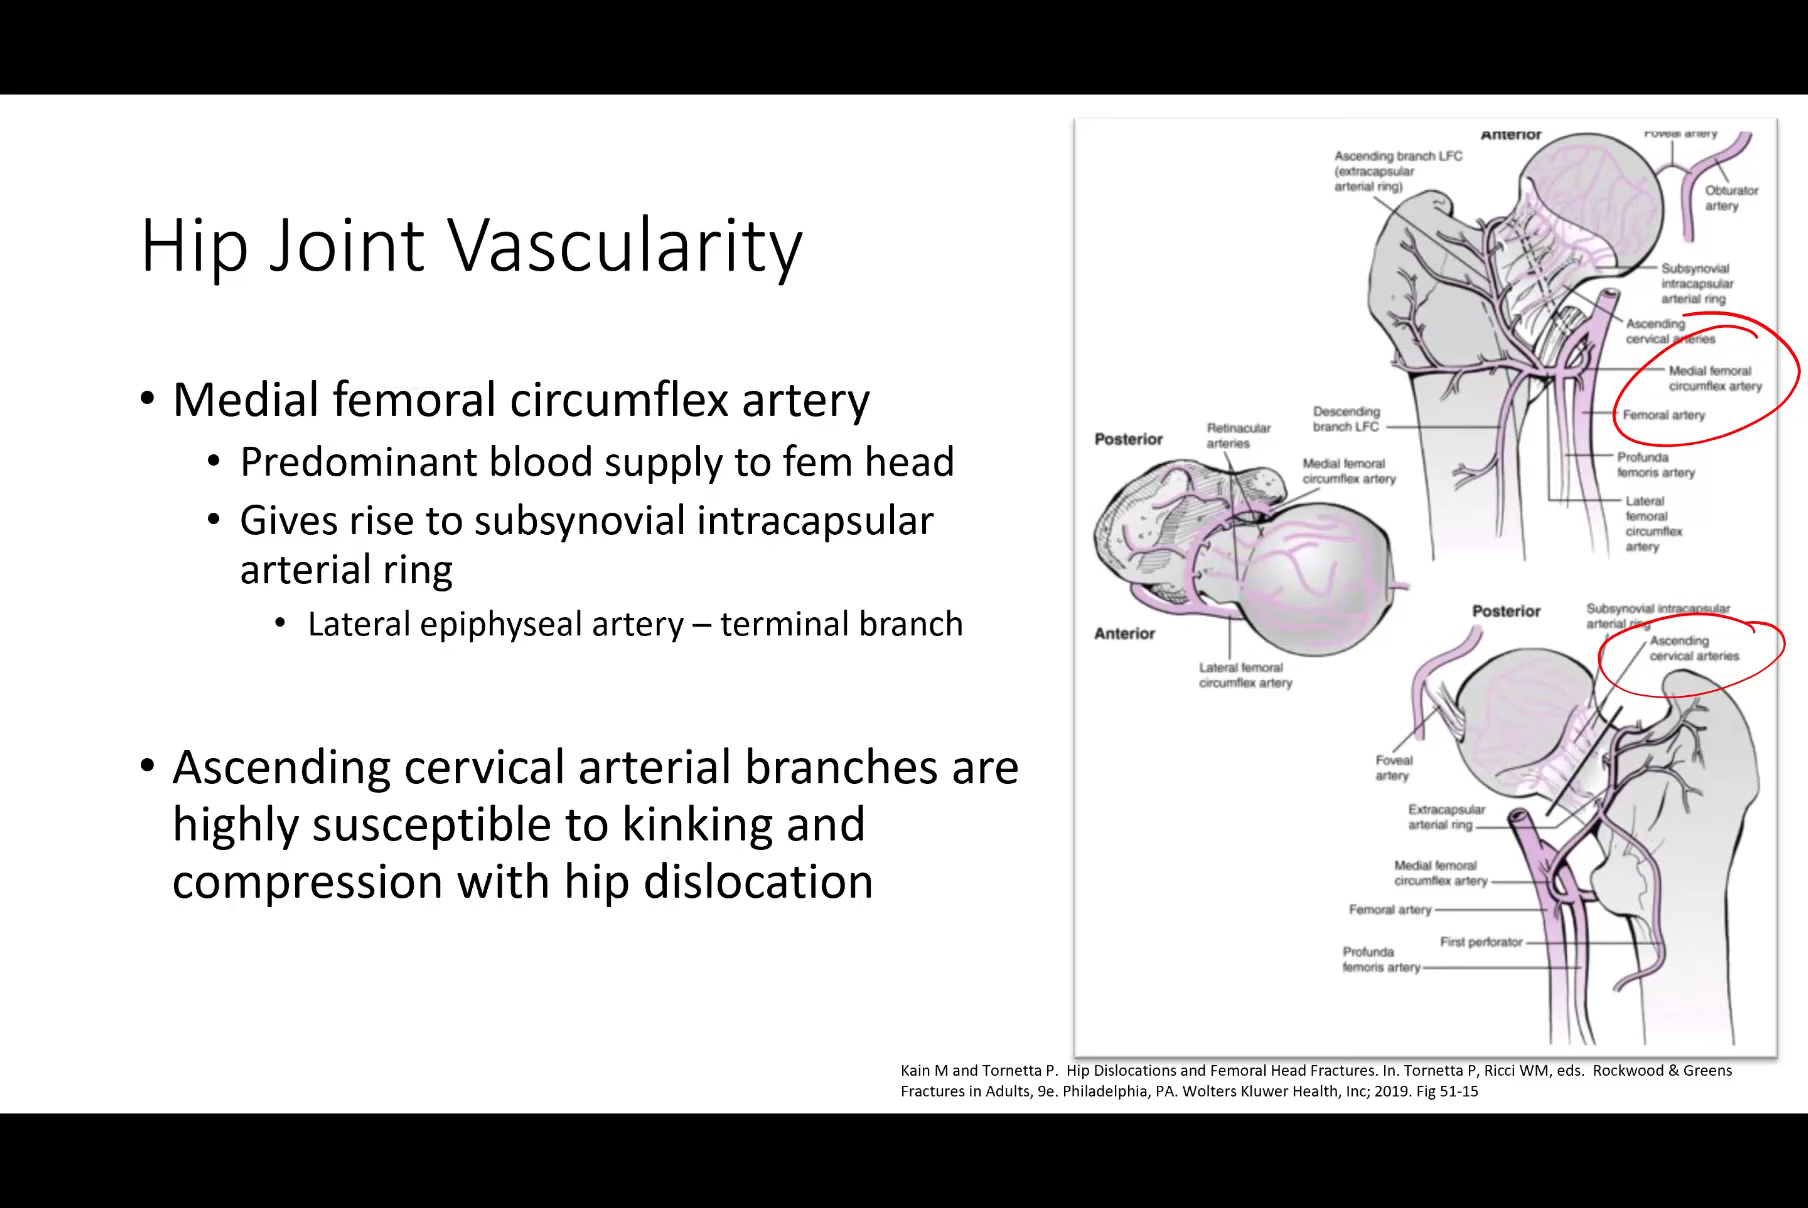 Hip Joint Vascularity
• Medial femoral circumflex artery
• Predominant blood supply to fem head
• Gives rise to subsynovial intracapsular
arterial ring
• Lateral epiphyseal artery – terminal branch
• Ascending cervical arterial branches are
highly susceptible to kinking and
compression with hip dislocation
Anterior
Foveal artery
Ascending branch LFC
(extracapsular
arterial ring)
Obturator
artery
Subsynovial
intracapsular
arterial ring
Ascending
cervical arteries
Medial femoral
circumflex artery
Femoral artery
Descending
branch LFC
Profunda
femoris artery
Lateral
femoral
circumflex
artery
Posterior
Retinacular
arteries
Medial femoral
circumflex artery
Anterior
Lateral femoral
circumflex artery
Posterior
Subsynovial intracapsular
arterial ring
Ascending
cervical arteries
Foveal
artery
Extracapsular
arterial ring
Medial femoral
circumflex artery
Femoral artery
First perforator
Profunda
femoris artery
Kain M and Tornetta P. Hip Dislocations and Femoral Head Fractures. In. Tornetta P, Ricci WM, eds. Rockwood & Greens
Fractures in Adults, 9e. Philadelphia, PA. Wolters Kluwer Health, Inc; 2019. Fig 51-15